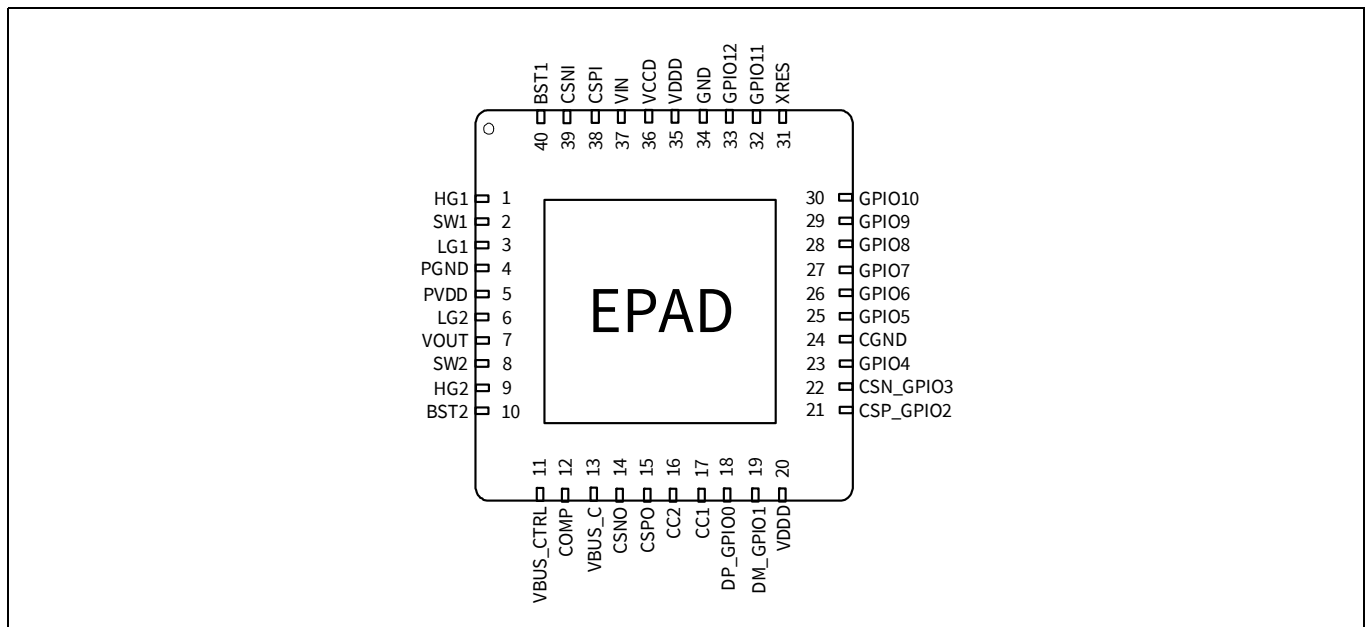 BST1
CSNI
CSPI
VIN
VCCD
VDDD
GND
GPIO12
GPIO11
XRES
40
39
38
37
36
35
34
33
32
31
HG1 1
SW1 2
LG1 3
PGND 4
PVDD 5
LG2 6
VOUT 7
SW2 8
HG2 9
BST2 10
EPAD
30 GPIO10
29 GPIO9
28 GPIO8
27 GPIO7
26 GPIO6
25 GPIO5
24 CGND
23 GPIO4
22 CSN_GPIO3
21 CSP_GPIO2
11
12
13
14
15
16
17
18
19
20
VBUS_CTRL
COMP
VBUS_C
CSNO
CSPO
CC2
CC1
DP_GPIO0
DM_GPIO1
VDDD